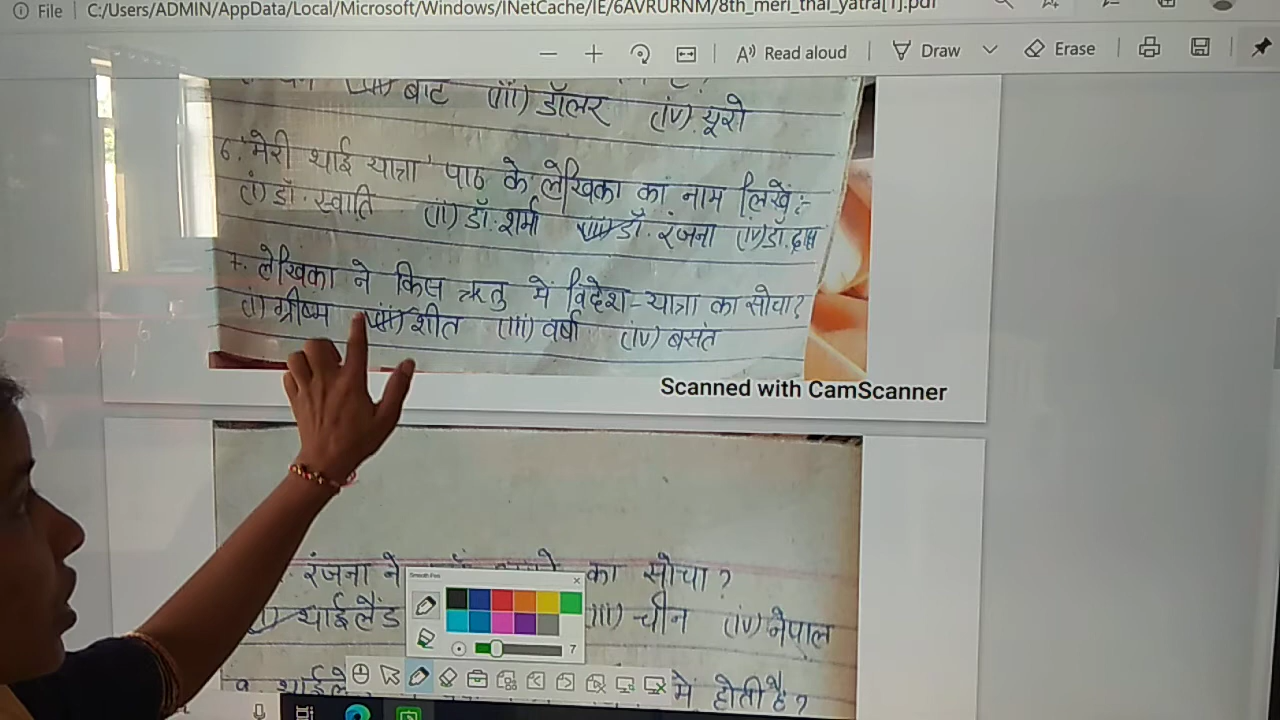 File C:/Users/ADMIN/AppData/Local/Microsoft/Windows/INetCache/IE/6AVRURNM/8th_meri_thai_yatra[1].pdf
Read aloud Draw Erase
बाट (iii) डॉलर (iv) यूरो
6. 'मेरी थाई यात्रा' पाठ के लेखिका का नाम लिखें:-
(i) डॉ. स्वाति (ii) डॉ. शर्मा (iii) डॉ. रंजना (iv) डॉ. दास
7. लेखिका ने किस ऋतु में विदेश-यात्रा का सोचा?
(i) ग्रीष्म (ii) शीत (iii) वर्षा (iv) बसंत
Scanned with CamScanner
रंजना ने का सोचा?
थाईलैंड (iii) चीन (iv) नेपाल
7
में होती है?